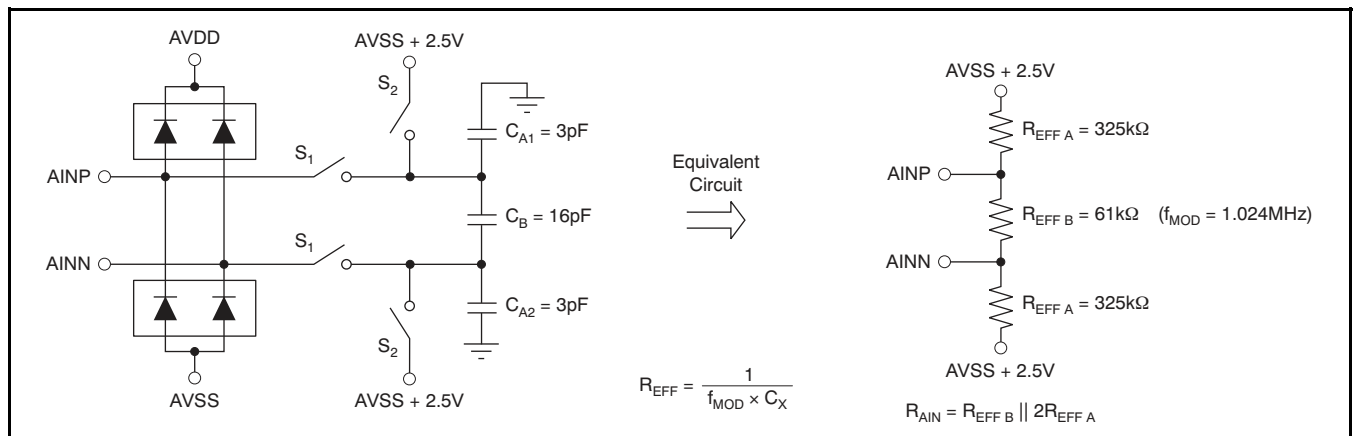 AVDD
AVSS + 2.5V
S2
CA1 = 3pF
S1
AINP
CB = 16pF
S1
AINN
CA2 = 3pF
S2
AVSS
AVSS + 2.5V
Equivalent
Circuit
REFF = 1 / fMOD × CX
AVSS + 2.5V
REFF A = 325kΩ
AINP
REFF B = 61kΩ (fMOD = 1.024MHz)
AINN
REFF A = 325kΩ
AVSS + 2.5V
RAIN = REFF B || 2REFF A